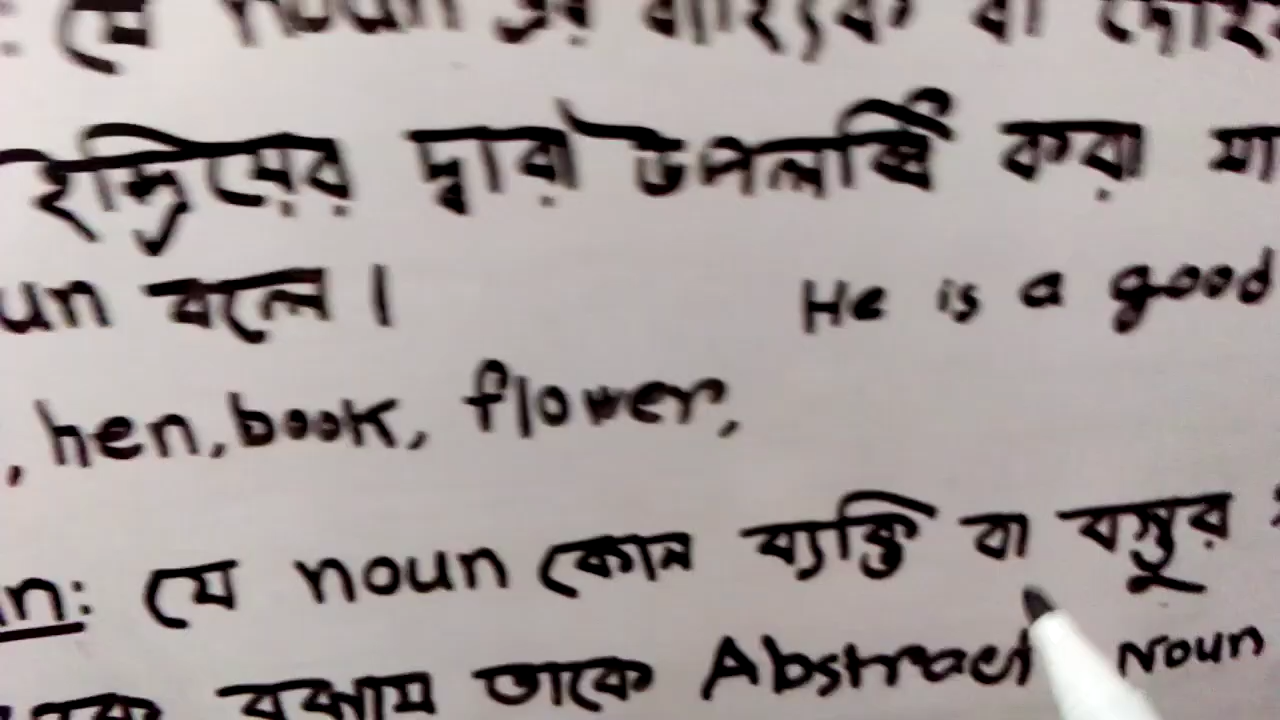 : যে noun এর বাহ্যিক বা
ইন্দ্রিয়ের দ্বারা উপলব্ধি করা যা
un বলে। He is a good
, hen, book, flower,
n: যে noun কোন ব্যক্তি বা বস্তুর
বুঝায় তাকে Abstract Noun